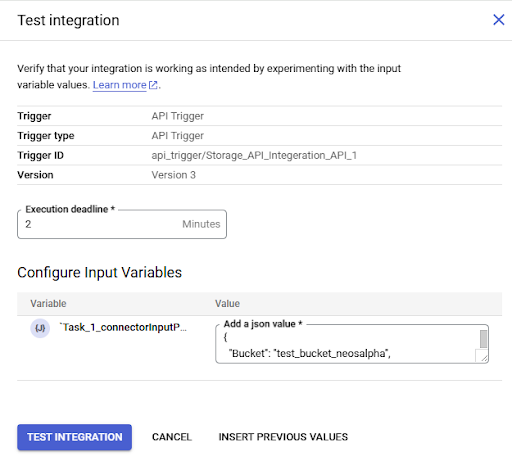 Test integration
Verify that your integration is working as intended by experimenting with the input
variable values. Learn more.
Trigger API Trigger
Trigger type API Trigger
Trigger ID api_trigger/Storage_API_Integeration_API_1
Version Version 3
Execution deadline *
2 Minutes
Configure Input Variables
Variable Value
`Task_1_connectorInputP...
Add a json value *
{
"Bucket": "test_bucket_neosalpha",
TEST INTEGRATION CANCEL INSERT PREVIOUS VALUES